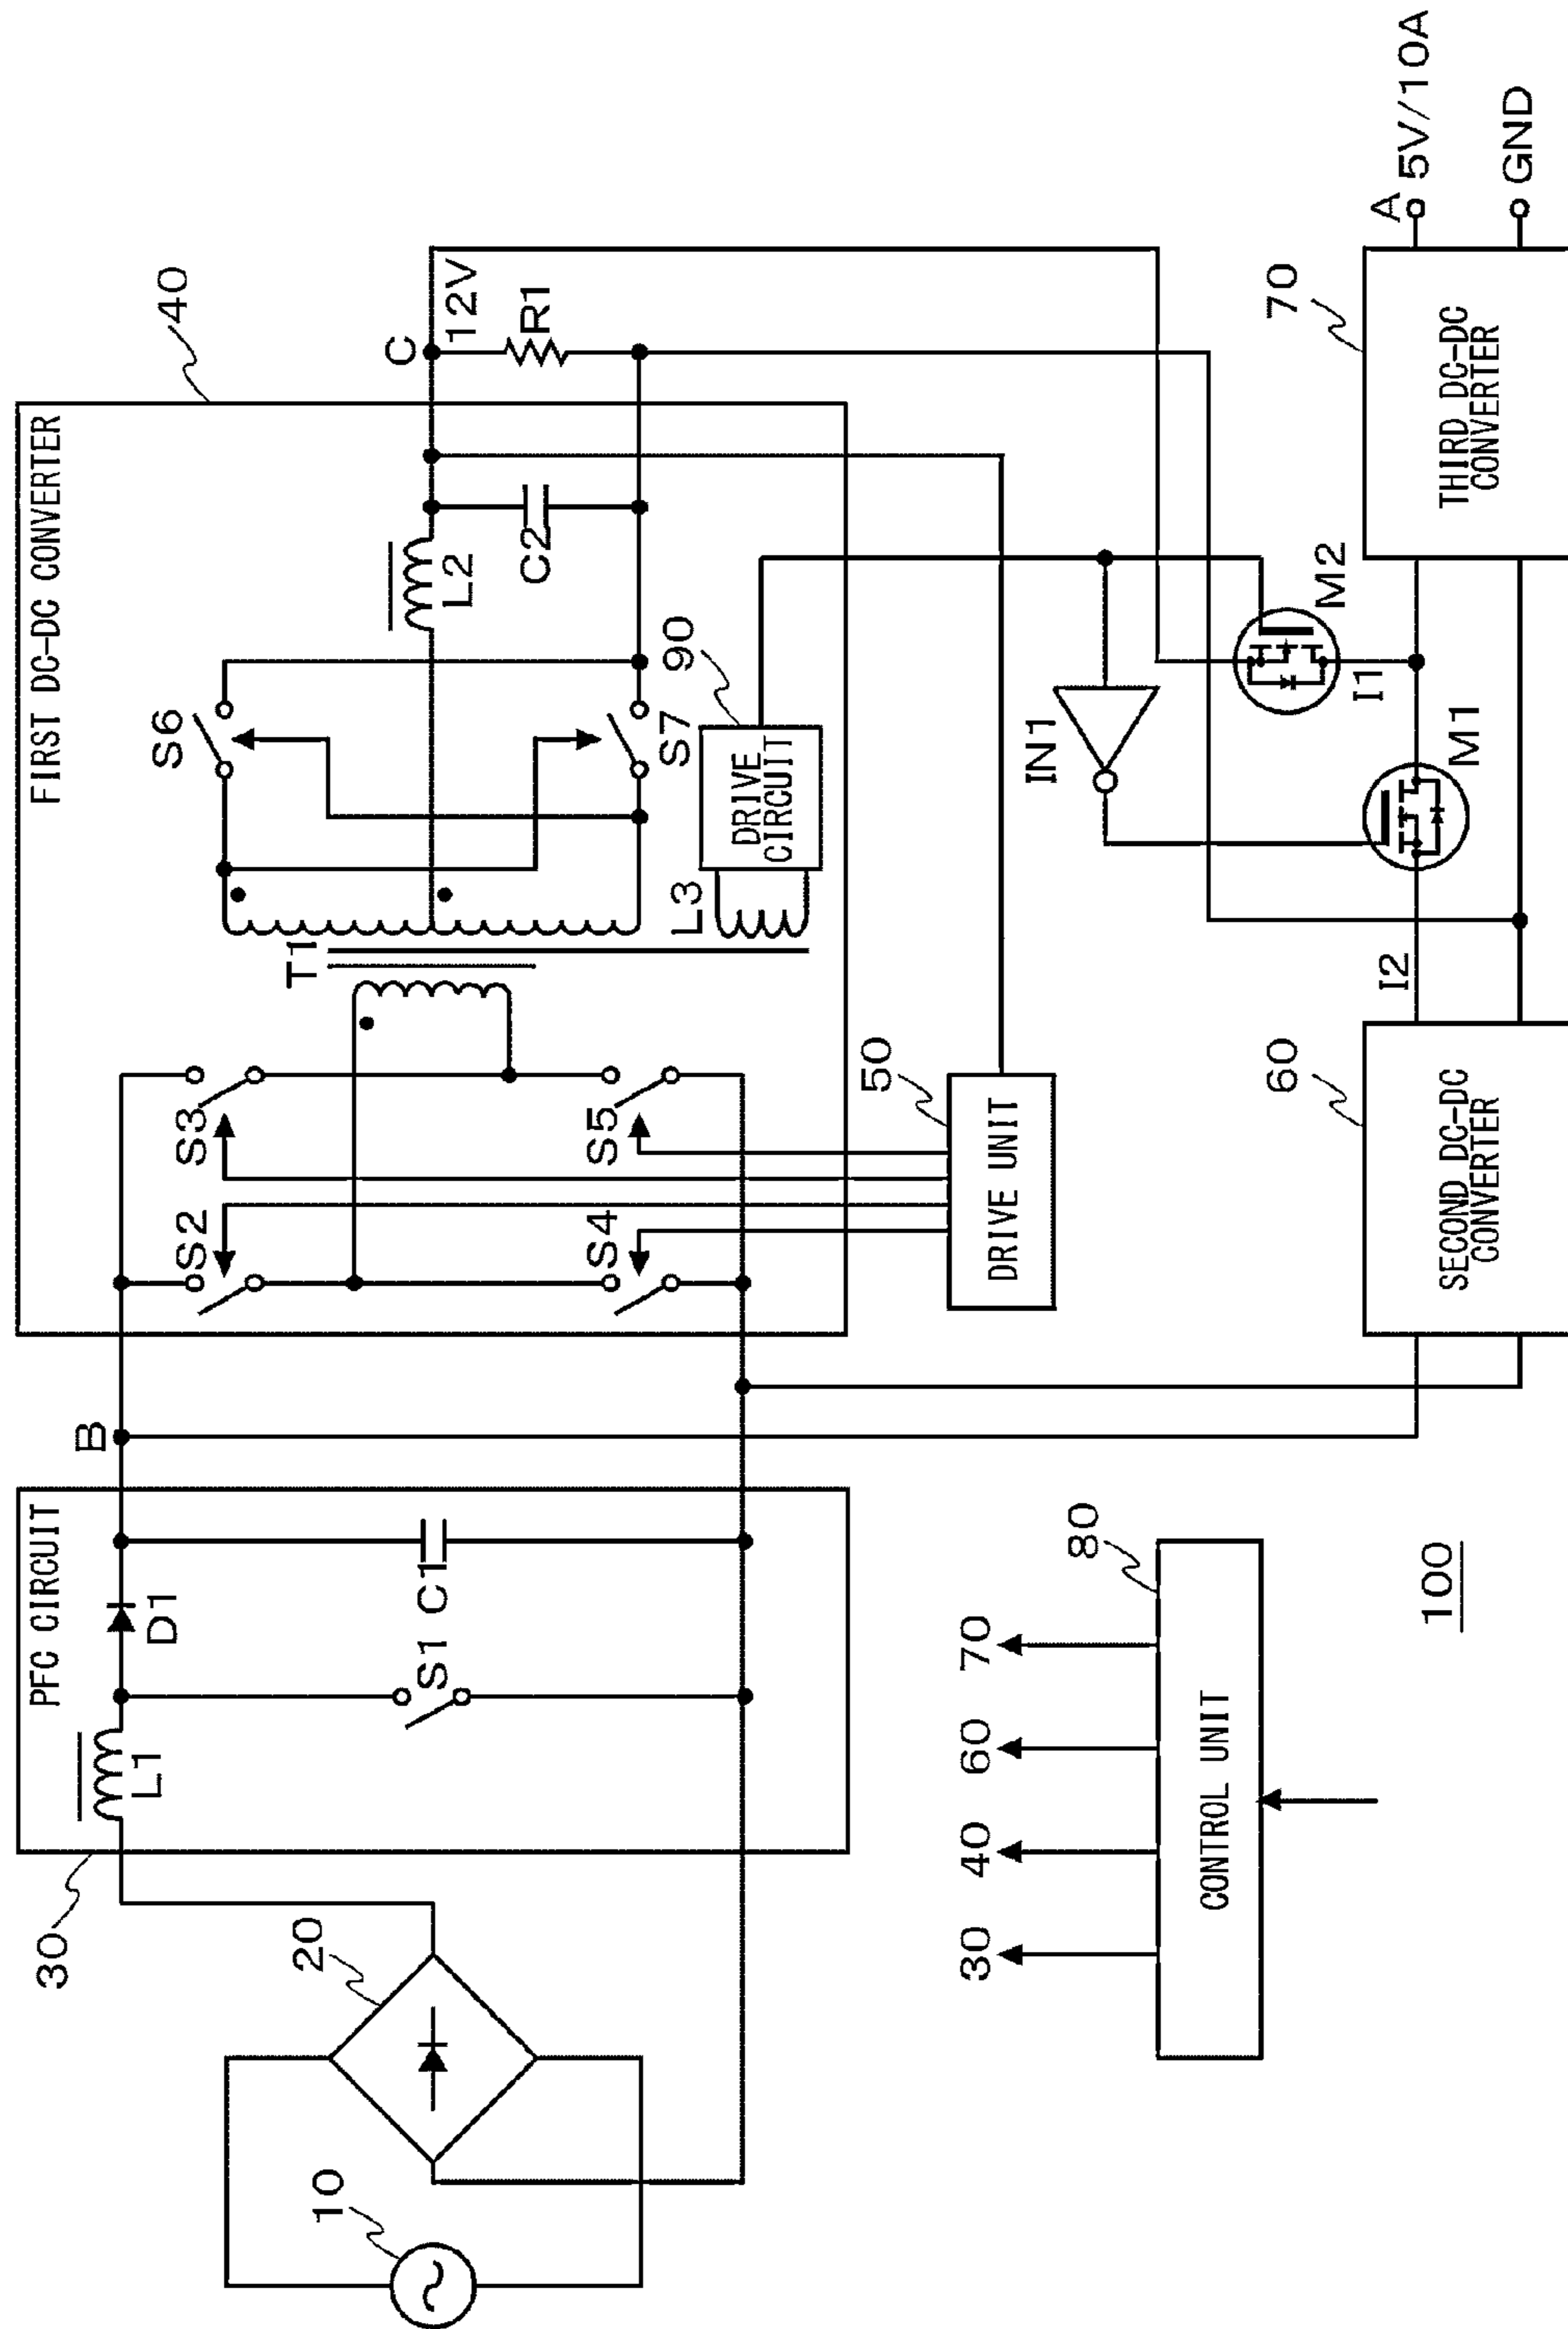 FIRST DC-DC CONVERTER
40
PFC CIRCUIT
30
L1
D1
S1
C1
B
S2
S3
S4
S5
T1
S6
S7
L2
C2
C
12V
R1
L3
90
DRIVE
CIRCUIT
10
20
50
DRIVE UNIT
IN1
M2
I1
M1
I2
30
40
60
70
80
CONTROL UNIT
60
SECOND DC-DC
CONVERTER
70
THIRD DC-DC
CONVERTER
A
5V/10A
GND
100